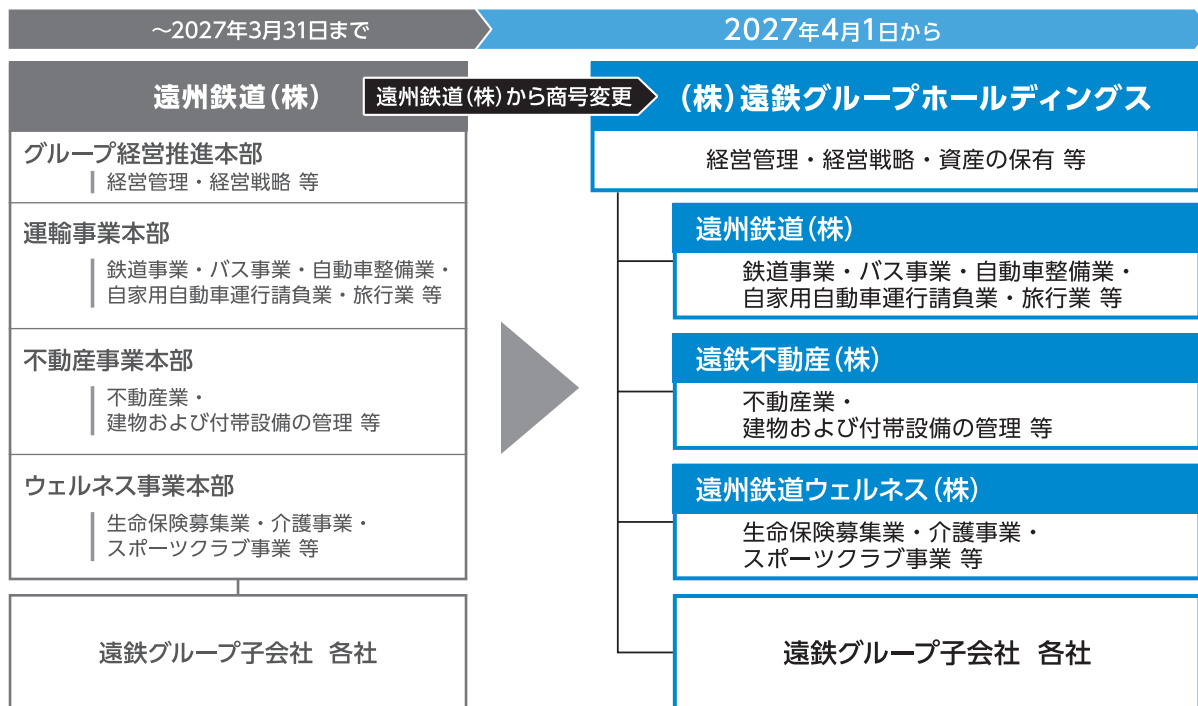 〜2027年3月31日まで
2027年4月1日から
遠州鉄道(株)
遠州鉄道(株)から商号変更
(株)遠鉄グループホールディングス
グループ経営推進本部
経営管理・経営戦略 等
運輸事業本部
鉄道事業・バス事業・自動車整備業・
自家用自動車運行請負業・旅行業 等
不動産事業本部
不動産業・
建物および付帯設備の管理 等
ウェルネス事業本部
生命保険募集業・介護事業・
スポーツクラブ事業 等
遠鉄グループ子会社 各社
経営管理・経営戦略・資産の保有 等
遠州鉄道(株)
鉄道事業・バス事業・自動車整備業・
自家用自動車運行請負業・旅行業 等
遠鉄不動産(株)
不動産業・
建物および付帯設備の管理 等
遠州鉄道ウェルネス(株)
生命保険募集業・介護事業・
スポーツクラブ事業 等
遠鉄グループ子会社 各社